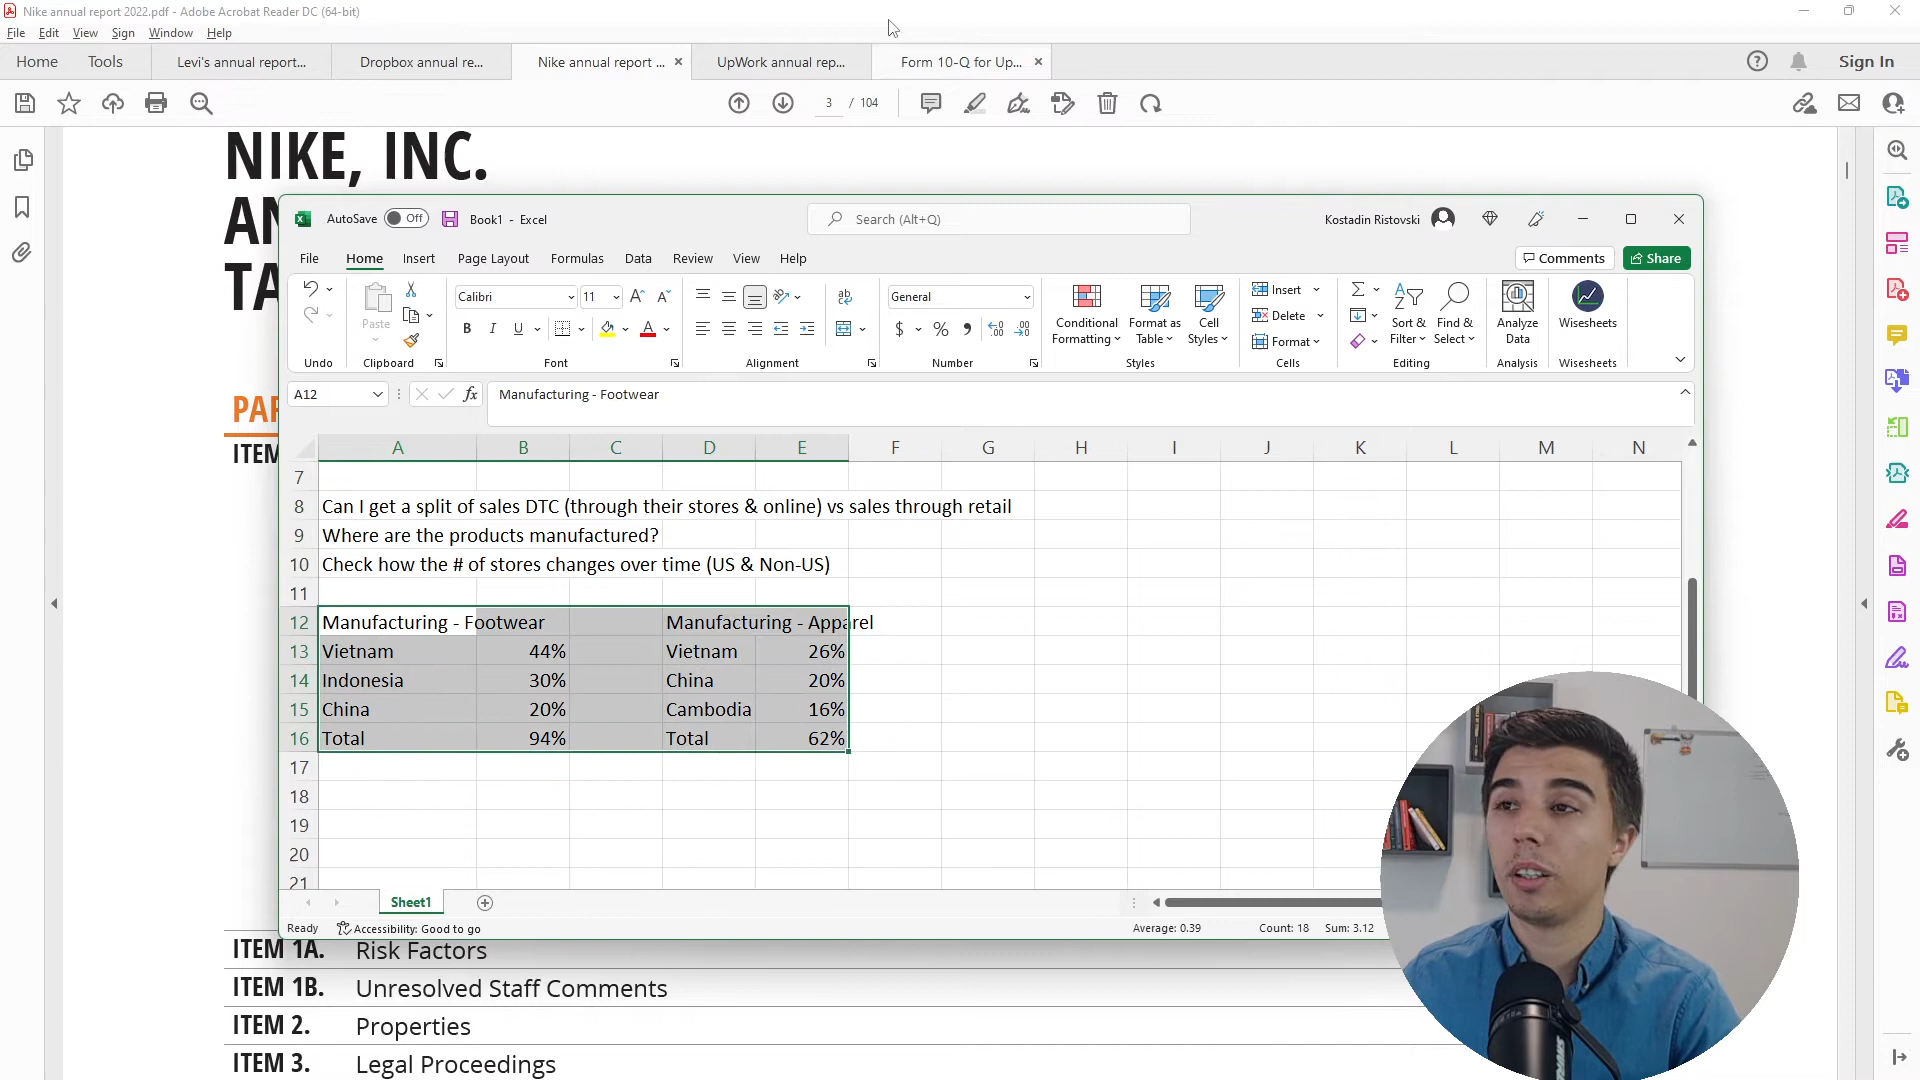 Nike annual report 2022.pdf - Adobe Acrobat Reader DC (64-bit)
File Edit View Sign Window Help
Home Tools Levi's annual report... Dropbox annual re... Nike annual report ... UpWork annual rep... Form 10-Q for Up... Sign In
3 / 104
NIKE, INC.
AN
TA
PAR
ITEM
AutoSave Off Book1 - Excel Search (Alt+Q) Kostadin Ristovski
File Home Insert Page Layout Formulas Data Review View Help Comments Share
Paste Calibri 11 General Conditional Formatting Format as Table Cell Styles Insert Delete Format Sort & Filter Find & Select Analyze Data Wisesheets
Undo Clipboard Font Alignment Number Styles Cells Editing Analysis Wisesheets
A12 fx Manufacturing - Footwear
A B C D E F G H I J K L M N
7
8 Can I get a split of sales DTC (through their stores & online) vs sales through retail
9 Where are the products manufactured?
10 Check how the # of stores changes over time (US & Non-US)
11
12 Manufacturing - Footwear Manufacturing - Apparel
13 Vietnam 44% Vietnam 26%
14 Indonesia 30% China 20%
15 China 20% Cambodia 16%
16 Total 94% Total 62%
17
18
19
20
21
Sheet1
Ready Accessibility: Good to go Average: 0.39 Count: 18 Sum: 3.12
ITEM 1A. Risk Factors
ITEM 1B. Unresolved Staff Comments
ITEM 2. Properties
ITEM 3. Legal Proceedings